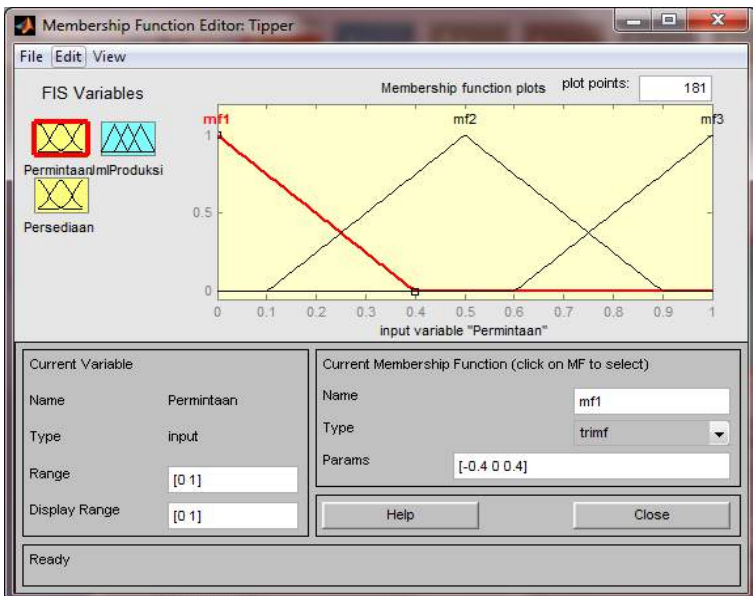 Membership Function Editor: Tipper
File Edit View
FIS Variables
Membership function plots plot points: 181
mf1 mf2 mf3
Permintaan JmlProduksi
Persediaan
1
0.5
0
0 0.1 0.2 0.3 0.4 0.5 0.6 0.7 0.8 0.9 1
input variable "Permintaan"
Current Variable
Name Permintaan
Type input
Range [0 1]
Display Range [0 1]
Current Membership Function (click on MF to select)
Name mf1
Type trimf
Params [-0.4 0 0.4]
Help Close
Ready